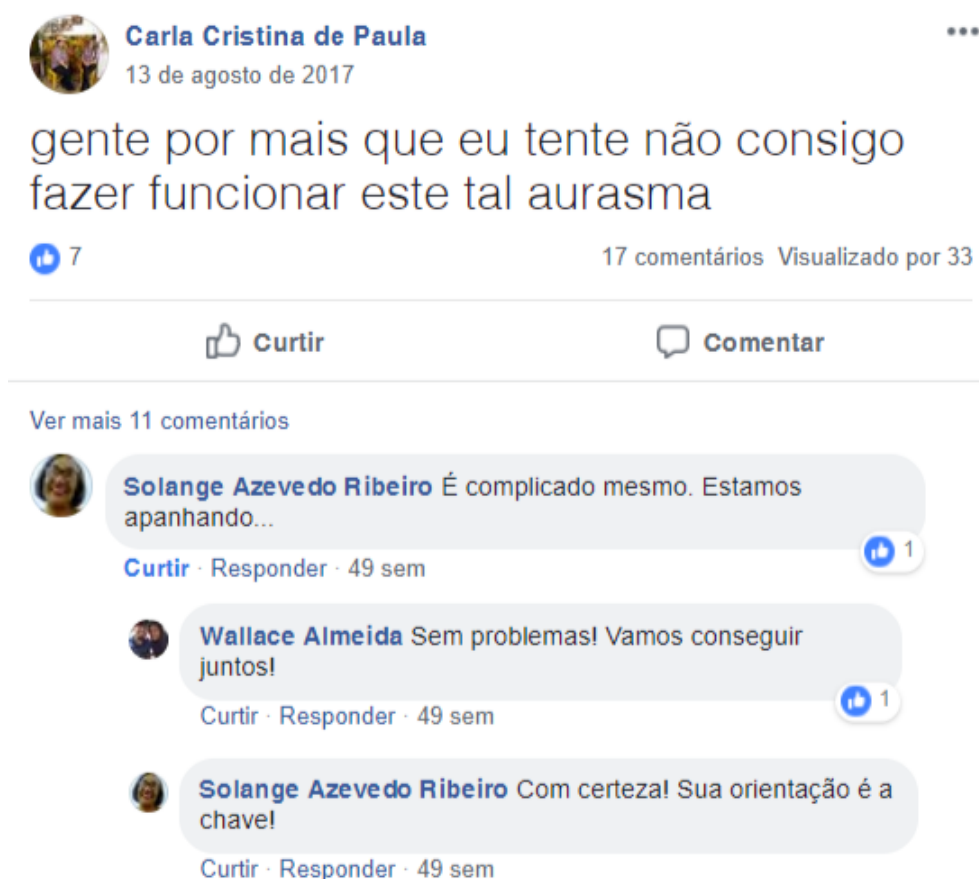 Carla Cristina de Paula
13 de agosto de 2017
gente por mais que eu tente não consigo
fazer funcionar este tal aurasma
7
17 comentários Visualizado por 33
Curtir
Comentar
Ver mais 11 comentários
Solange Azevedo Ribeiro É complicado mesmo. Estamos
apanhando...
1
Curtir · Responder · 49 sem
Wallace Almeida Sem problemas! Vamos conseguir
juntos!
1
Curtir · Responder · 49 sem
Solange Azevedo Ribeiro Com certeza! Sua orientação é a
chave!
Curtir · Responder · 49 sem